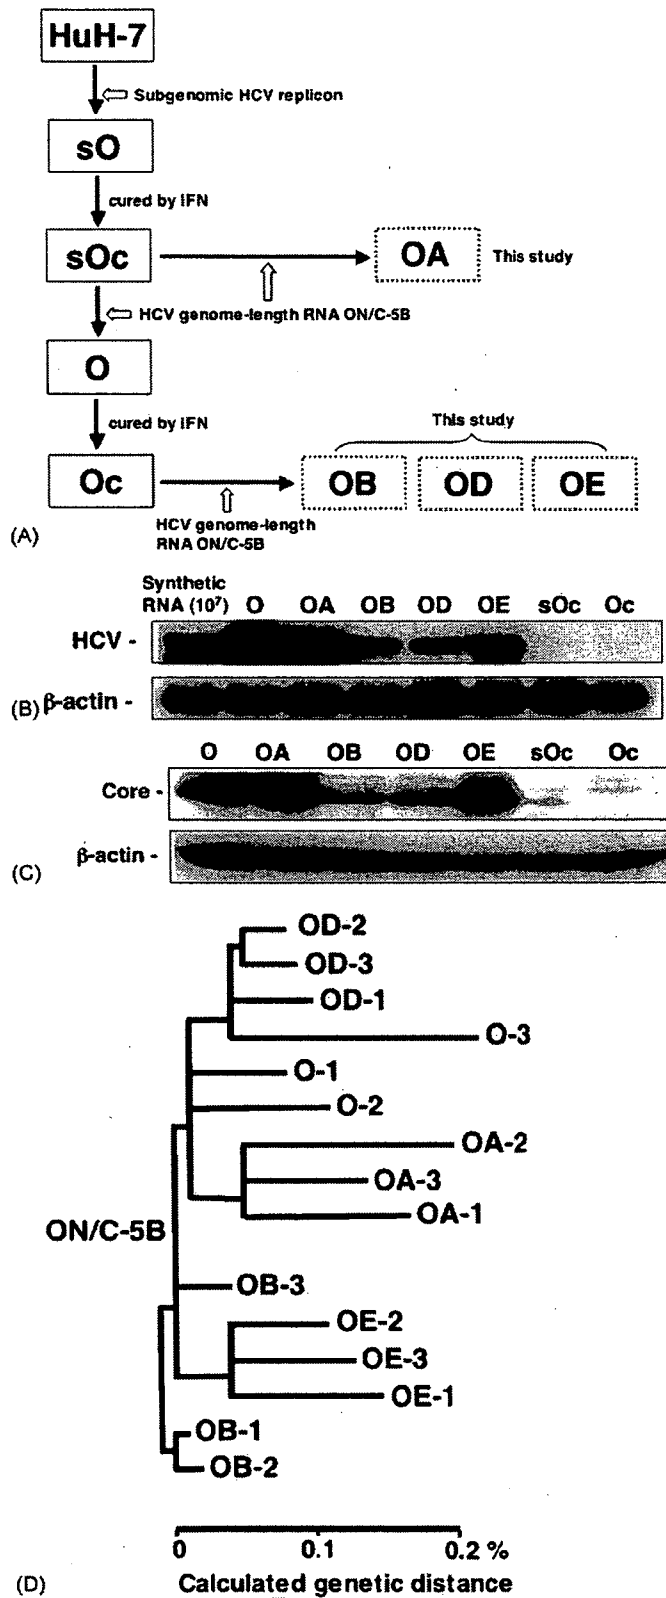 HuH-7
Subgenomic HCV replicon
sO
cured by IFN
sOc
OA
This study
HCV genome-length RNA ON/C-5B
O
cured by IFN
This study
Oc
OB
OD
OE
HCV genome-length
RNA ON/C-5B
(A)
Synthetic
RNA (10⁷) O OA OB OD OE sOc Oc
HCV -
(B) β-actin -
O OA OB OD OE sOc Oc
Core -
β-actin -
(C)
OD-2
OD-3
OD-1
O-3
O-1
O-2
OA-2
OA-3
OA-1
ON/C-5B
OB-3
OE-2
OE-3
OE-1
OB-1
OB-2
0 0.1 0.2 %
(D) Calculated genetic distance